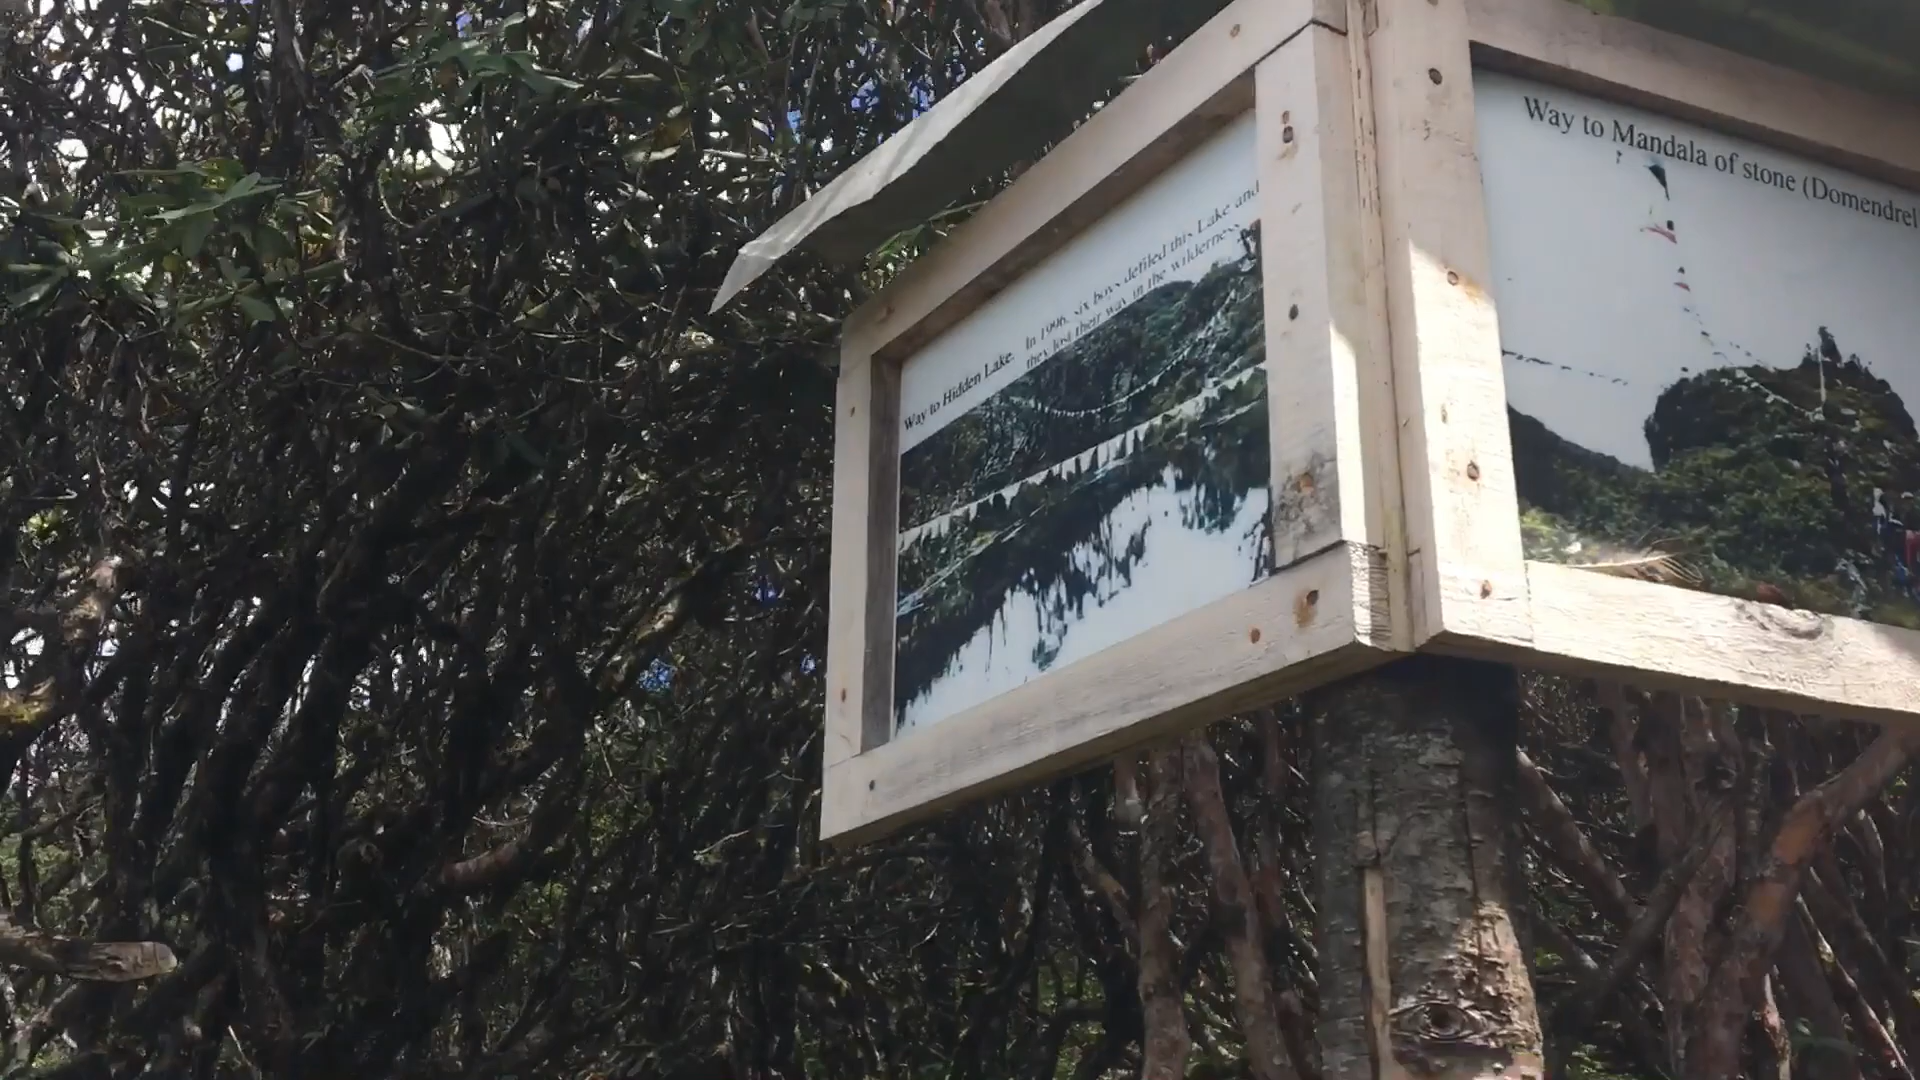 Way to Hidden Lake. In 1996, six boys defiled this Lake and
they lost their way in the wilderness.
Way to Mandala of stone (Domendrel